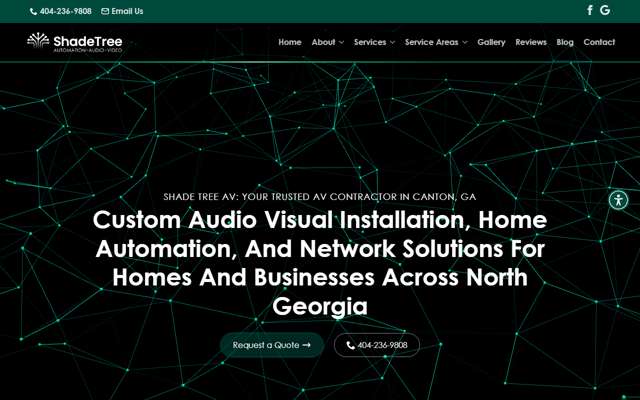 404-236-9808 Email Us
ShadeTree
AUTOMATION•AUDIO•VIDEO
Home About Services Service Areas Gallery Reviews Blog Contact
SHADE TREE AV: YOUR TRUSTED AV CONTRACTOR IN CANTON, GA
Custom Audio Visual Installation, Home
Automation, And Network Solutions For
Homes And Businesses Across North
Georgia
Request a Quote → 404-236-9808